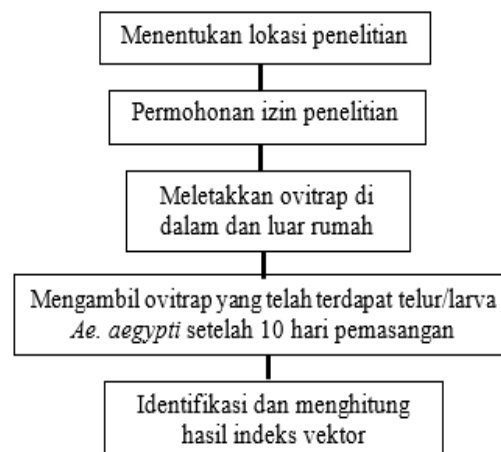 Menentukan lokasi penelitian
Permohonan izin penelitian
Meletakkan ovitrap di
dalam dan luar rumah
Mengambil ovitrap yang telah terdapat telur/larva
Ae. aegypti setelah 10 hari pemasangan
Identifikasi dan menghitung
hasil indeks vektor